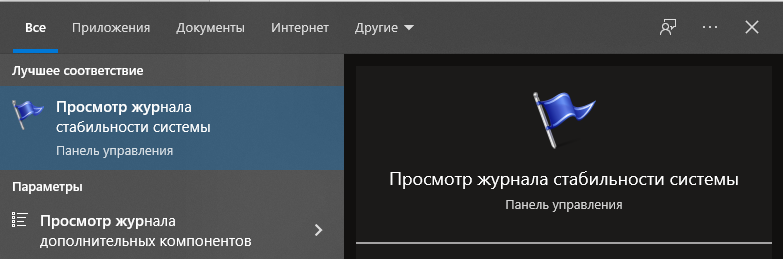 Все Приложения Документы Интернет Другие
Лучшее соответствие
Просмотр журнала
стабильности системы
Панель управления
Параметры
Просмотр журнала
дополнительных компонентов
Просмотр журнала стабильности системы
Панель управления